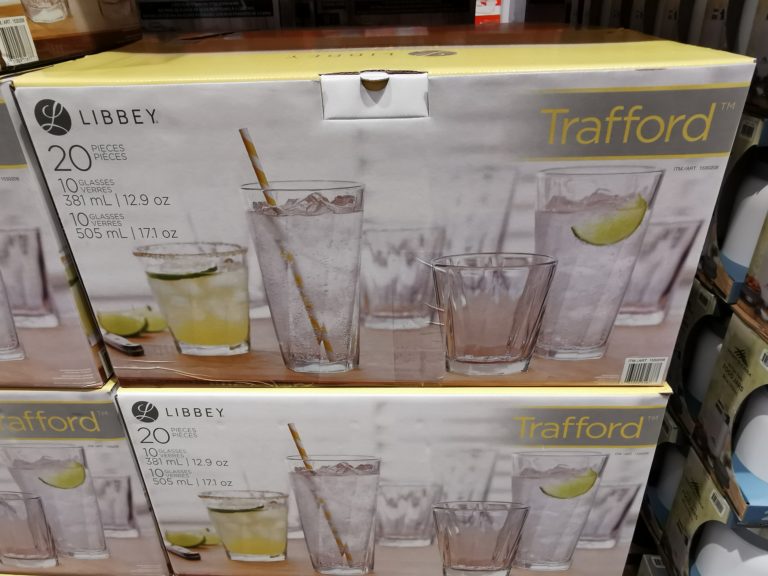 LIBBEY
Trafford™
20 PIECES
PIÈCES
10 GLASSES
VERRES
381 mL | 12.9 oz
10 GLASSES
VERRES
505 mL | 17.1 oz
LIBBEY
Trafford™
20 PIECES
PIÈCES
10 GLASSES
VERRES
381 mL | 12.9 oz
10 GLASSES
VERRES
505 mL | 17.1 oz
rafford™